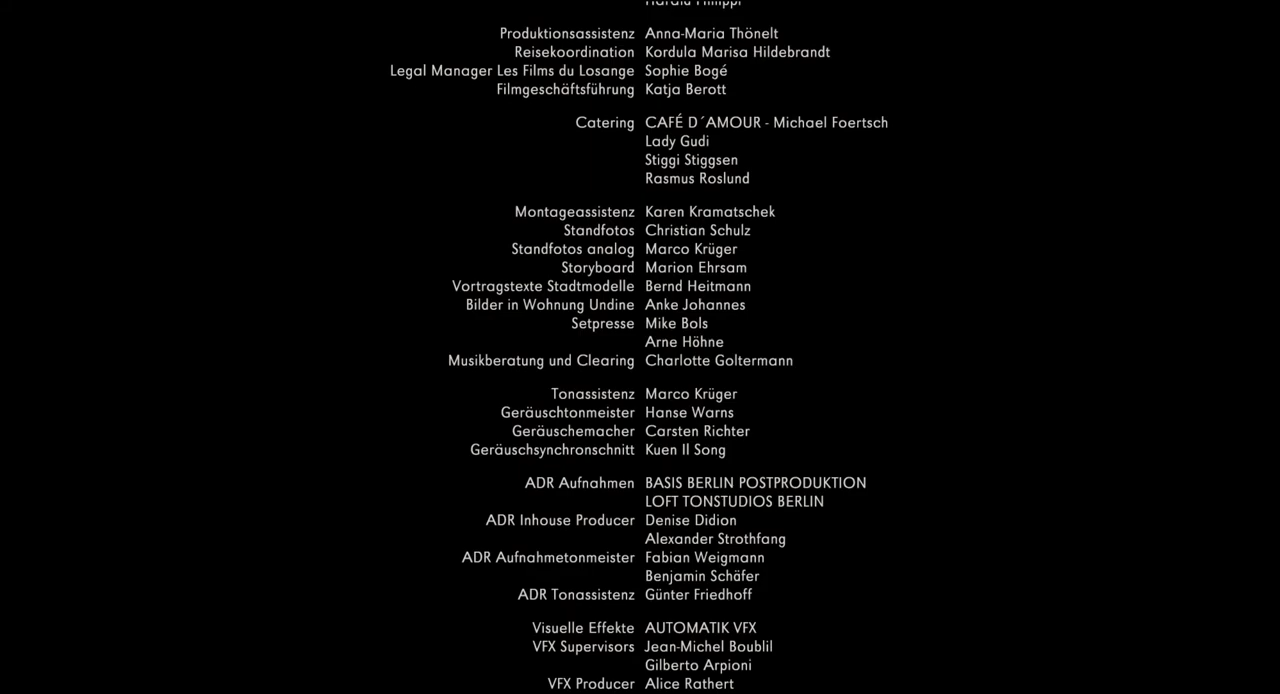 Harald Philippi
Produktionsassistenz Anna-Maria Thönelt
Reisekoordination Kordula Marisa Hildebrandt
Legal Manager Les Films du Losange Sophie Bogé
Filmgeschäftsführung Katja Berott
Catering CAFÉ D´AMOUR - Michael Foertsch
Lady Gudi
Stiggi Stiggsen
Rasmus Roslund
Montageassistenz Karen Kramatschek
Standfotos Christian Schulz
Standfotos analog Marco Krüger
Storyboard Marion Ehrsam
Vortragstexte Stadtmodelle Bernd Heitmann
Bilder in Wohnung Undine Anke Johannes
Setpresse Mike Bols
Arne Höhne
Musikberatung und Clearing Charlotte Goltermann
Tonassistenz Marco Krüger
Geräuschtonmeister Hanse Warns
Geräuschemacher Carsten Richter
Geräuschsynchronschnitt Kuen Il Song
ADR Aufnahmen BASIS BERLIN POSTPRODUKTION
LOFT TONSTUDIOS BERLIN
ADR Inhouse Producer Denise Didion
Alexander Strothfang
ADR Aufnahmetonmeister Fabian Weigmann
Benjamin Schäfer
ADR Tonassistenz Günter Friedhoff
Visuelle Effekte AUTOMATIK VFX
VFX Supervisors Jean-Michel Boublil
Gilberto Arpioni
VFX Producer Alice Rathert